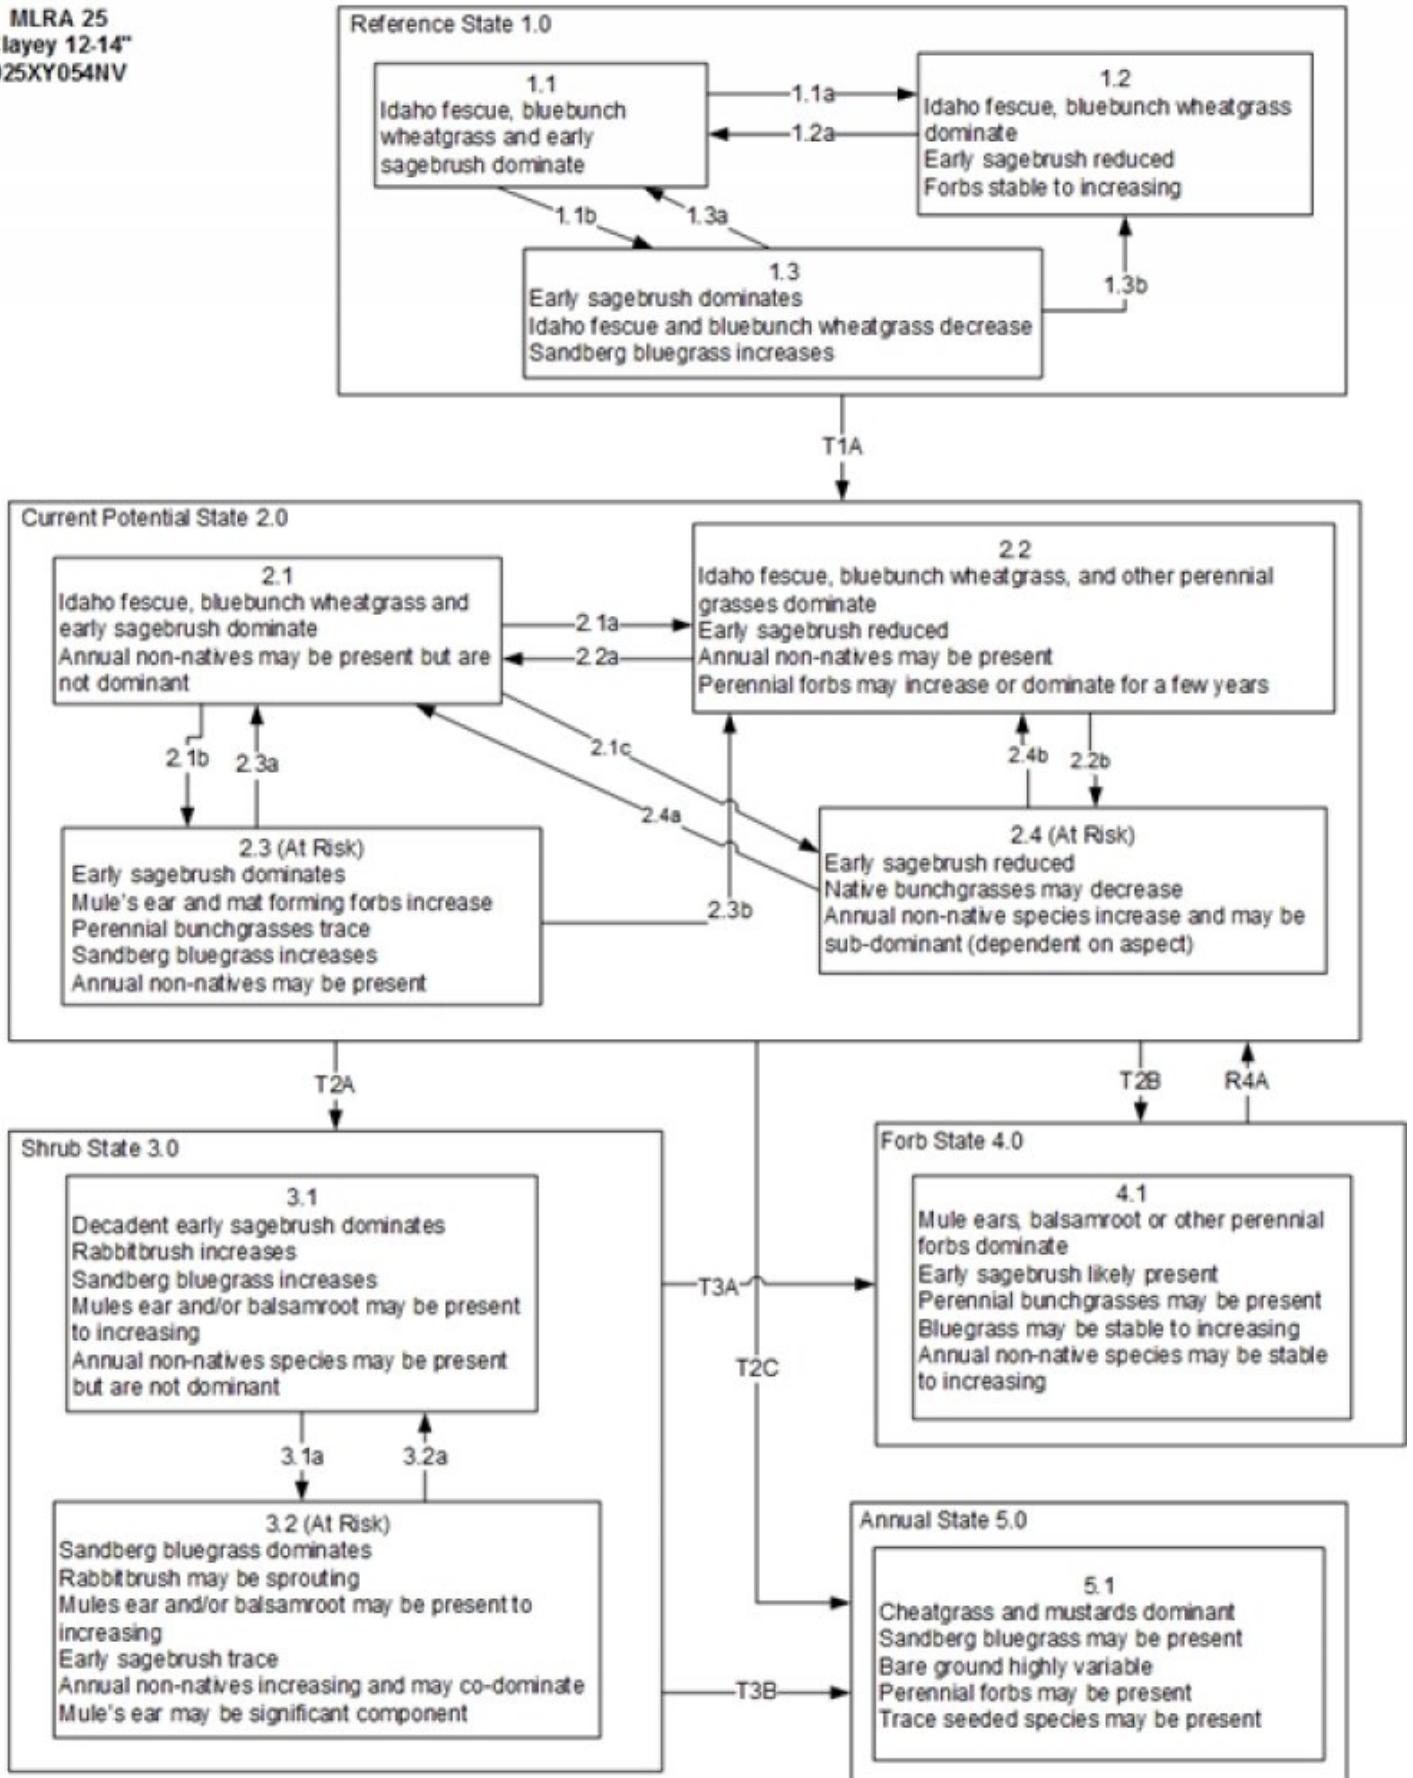 MLRA 25
layey 12-14"
25XY054NV
Reference State 1.0
1.1
Idaho fescue, bluebunch
wheatgrass and early
sagebrush dominate
1.1a
1.2a
1.2
Idaho fescue, bluebunch wheatgrass
dominate
Early sagebrush reduced
Forbs stable to increasing
1.1b
1.3a
1.3
Early sagebrush dominates
Idaho fescue and bluebunch wheatgrass decrease
Sandberg bluegrass increases
1.3b
T1A
Current Potential State 2.0
2.1
Idaho fescue, bluebunch wheatgrass and
early sagebrush dominate
Annual non-natives may be present but are
not dominant
2.1a
2.2a
2.2
Idaho fescue, bluebunch wheatgrass, and other perennial
grasses dominate
Early sagebrush reduced
Annual non-natives may be present
Perennial forbs may increase or dominate for a few years
2.1b
2.3a
2.1c
2.4a
2.3b
2.4b
2.2b
2.3 (At Risk)
Early sagebrush dominates
Mule's ear and mat forming forbs increase
Perennial bunchgrasses trace
Sandberg bluegrass increases
Annual non-natives may be present
2.4 (At Risk)
Early sagebrush reduced
Native bunchgrasses may decrease
Annual non-native species increase and may be
sub-dominant (dependent on aspect)
T2A
T2B
R4A
Shrub State 3.0
3.1
Decadent early sagebrush dominates
Rabbitbrush increases
Sandberg bluegrass increases
Mules ear and/or balsamroot may be present
to increasing
Annual non-natives species may be present
but are not dominant
3.1a
3.2a
3.2 (At Risk)
Sandberg bluegrass dominates
Rabbitbrush may be sprouting
Mules ear and/or balsamroot may be present to
increasing
Early sagebrush trace
Annual non-natives increasing and may co-dominate
Mule's ear may be significant component
T3A
T2C
T3B
Forb State 4.0
4.1
Mule ears, balsamroot or other perennial
forbs dominate
Early sagebrush likely present
Perennial bunchgrasses may be present
Bluegrass may be stable to increasing
Annual non-native species may be stable
to increasing
Annual State 5.0
5.1
Cheatgrass and mustards dominant
Sandberg bluegrass may be present
Bare ground highly variable
Perennial forbs may be present
Trace seeded species may be present